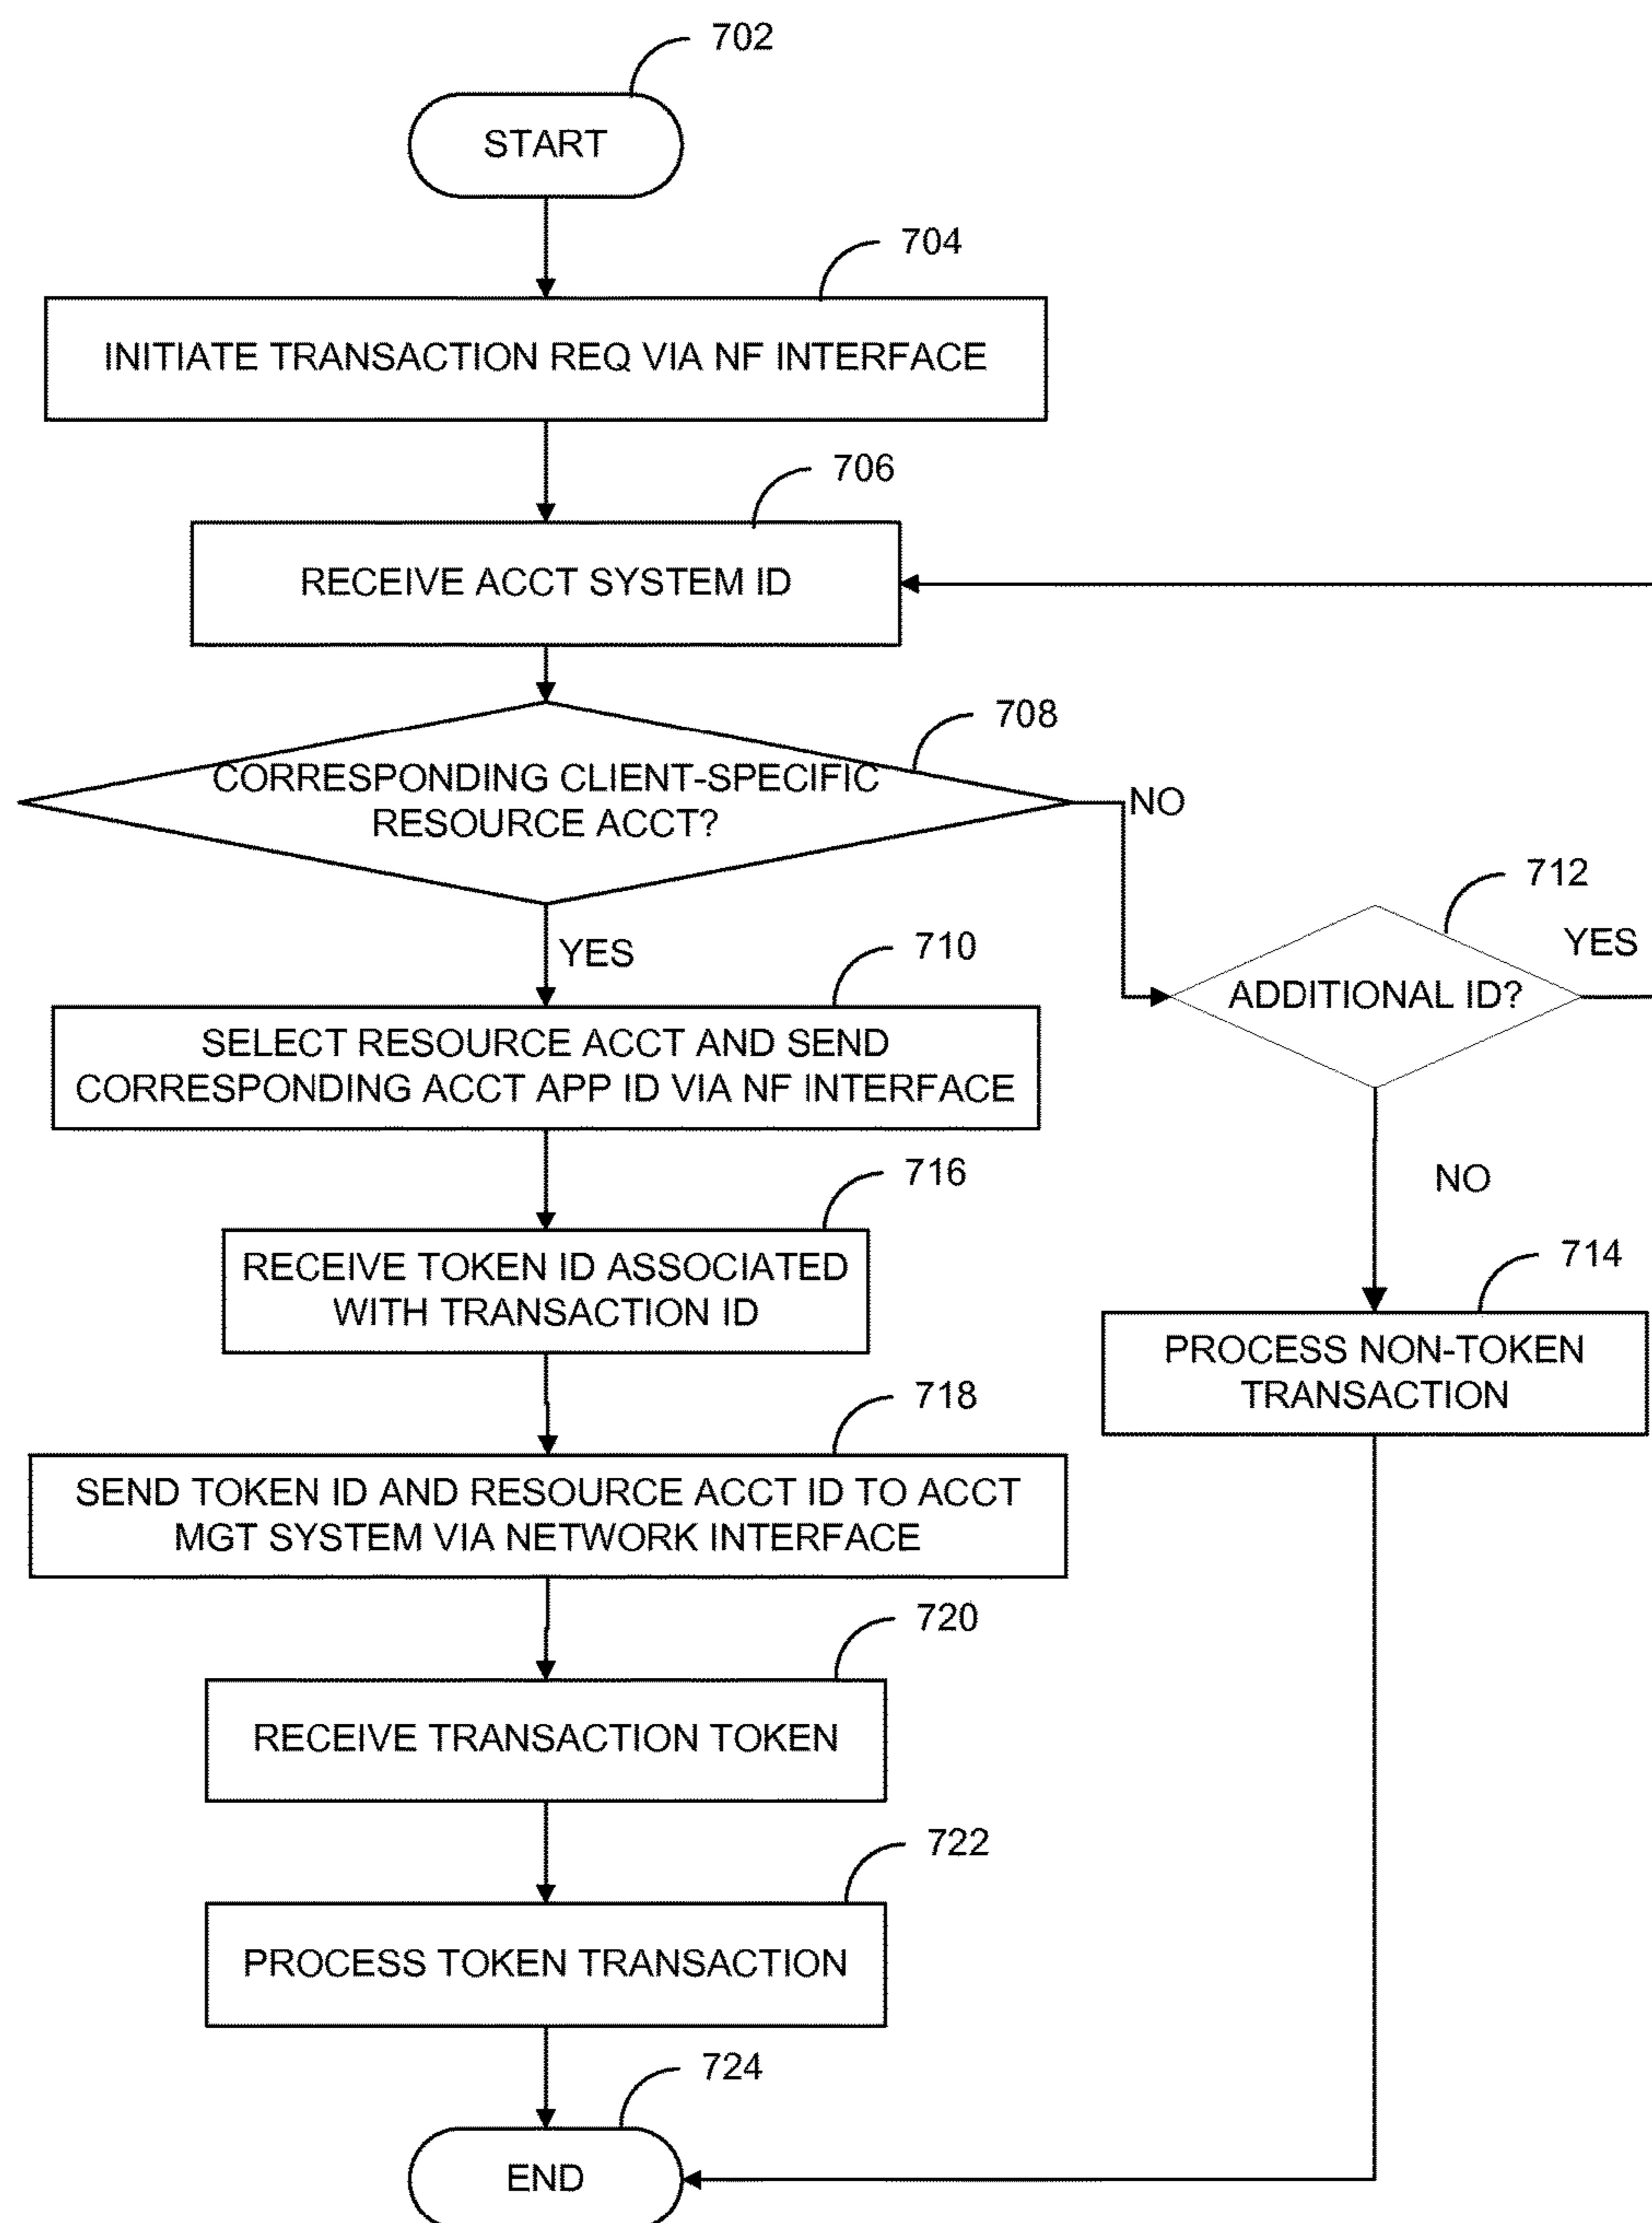 702
START
704
INITIATE TRANSACTION REQ VIA NF INTERFACE
706
RECEIVE ACCT SYSTEM ID
708
CORRESPONDING CLIENT-SPECIFIC
RESOURCE ACCT?
NO
YES
712
ADDITIONAL ID?
YES
NO
710
SELECT RESOURCE ACCT AND SEND
CORRESPONDING ACCT APP ID VIA NF INTERFACE
716
RECEIVE TOKEN ID ASSOCIATED
WITH TRANSACTION ID
714
PROCESS NON-TOKEN
TRANSACTION
718
SEND TOKEN ID AND RESOURCE ACCT ID TO ACCT
MGT SYSTEM VIA NETWORK INTERFACE
720
RECEIVE TRANSACTION TOKEN
722
PROCESS TOKEN TRANSACTION
724
END